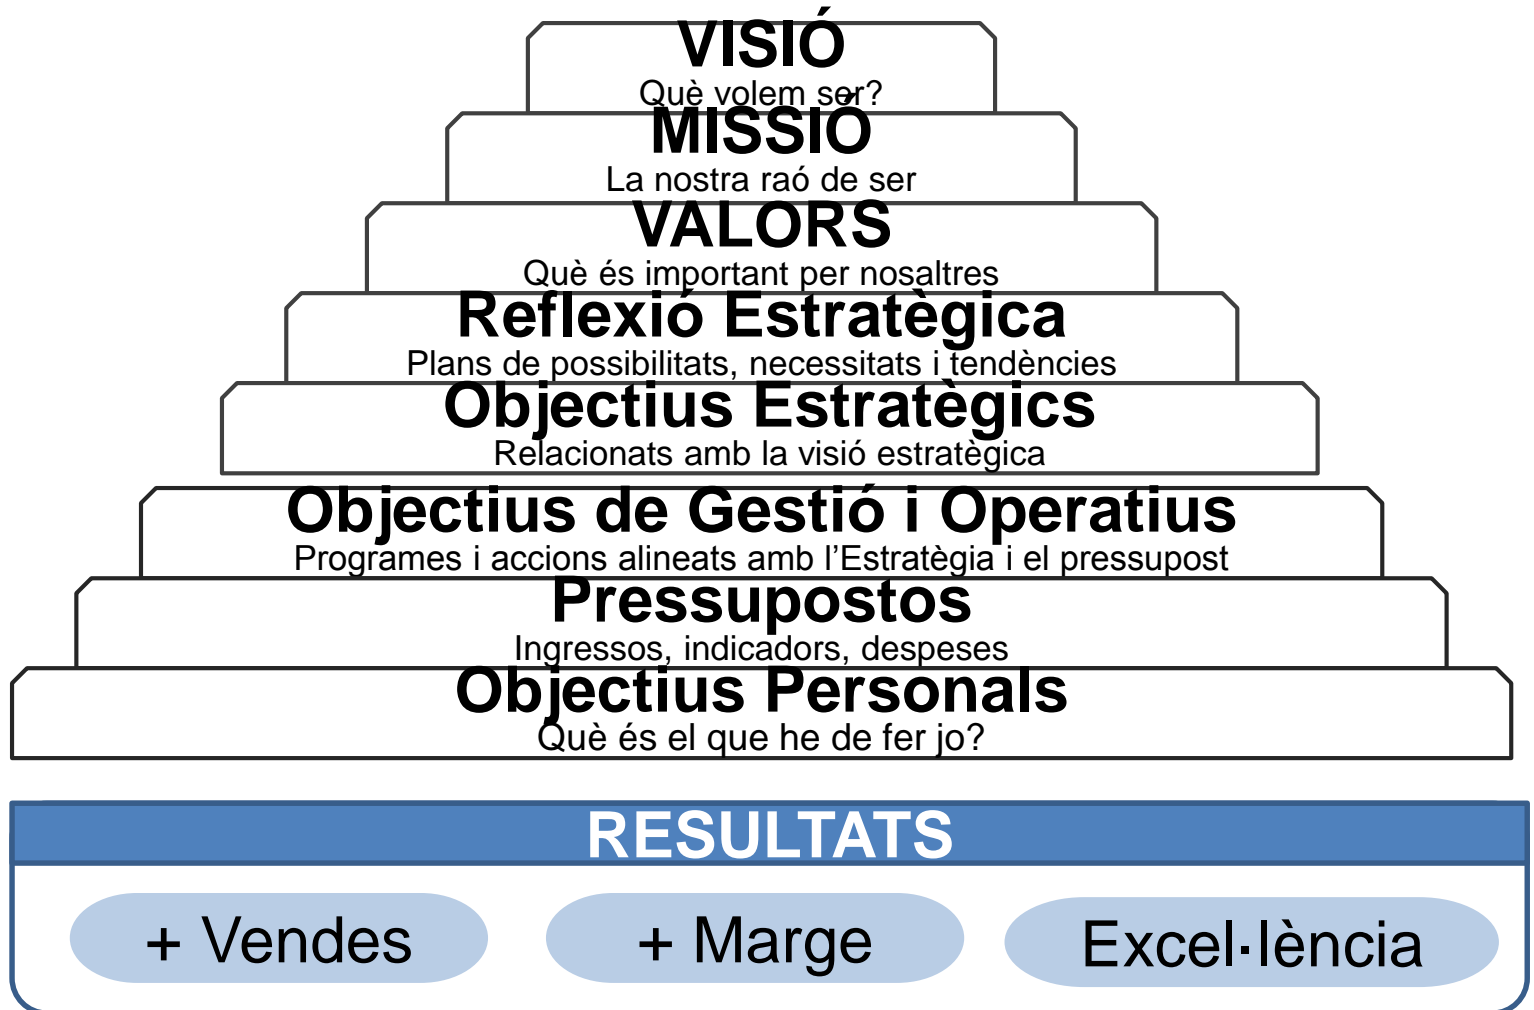 VISIÓ
Què volem ser?
MISSIÓ
La nostra raó de ser
VALORS
Què és important per nosaltres
Reflexió Estratègica
Plans de possibilitats, necessitats i tendències
Objectius Estratègics
Relacionats amb la visió estratègica
Objectius de Gestió i Operatius
Programes i accions alineats amb l’Estratègia i el pressupost
Pressupostos
Ingressos, indicadors, despeses
Objectius Personals
Què és el que he de fer jo?
RESULTATS
+ Vendes
+ Marge
Excel·lència